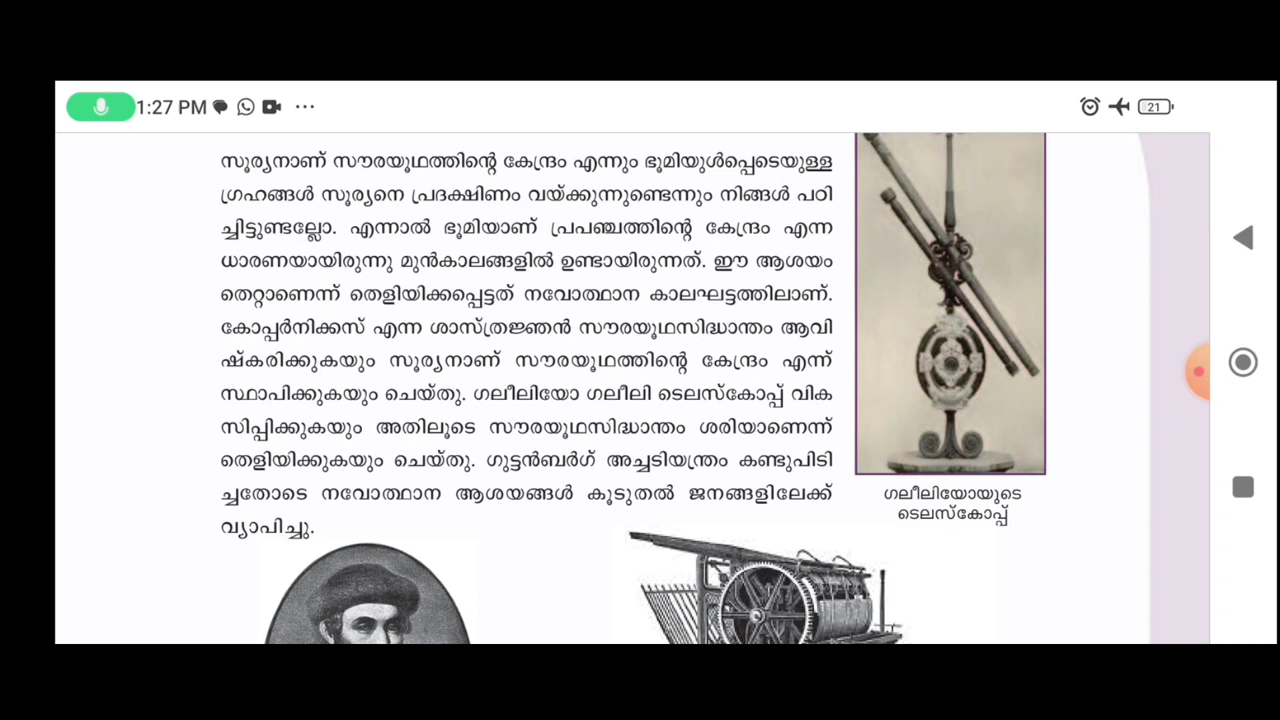 1:27 PM
21
സൂര്യനാണ് സൗരയൂഥത്തിന്റെ കേന്ദ്രം എന്നും ഭൂമിയുൾപ്പെടെയുള്ള
ഗ്രഹങ്ങൾ സൂര്യനെ പ്രദക്ഷിണം വയ്ക്കുന്നുണ്ടെന്നും നിങ്ങൾ പഠി
ച്ചിട്ടുണ്ടല്ലോ. എന്നാൽ ഭൂമിയാണ് പ്രപഞ്ചത്തിന്റെ കേന്ദ്രം എന്ന
ധാരണയായിരുന്നു മുൻകാലങ്ങളിൽ ഉണ്ടായിരുന്നത്. ഈ ആശയം
തെറ്റാണെന്ന് തെളിയിക്കപ്പെട്ടത് നവോത്ഥാന കാലഘട്ടത്തിലാണ്.
കോപ്പർനിക്കസ് എന്ന ശാസ്ത്രജ്ഞൻ സൗരയൂഥസിദ്ധാന്തം ആവി
ഷ്കരിക്കുകയും സൂര്യനാണ് സൗരയൂഥത്തിന്റെ കേന്ദ്രം എന്ന്
സ്ഥാപിക്കുകയും ചെയ്തു. ഗലീലിയോ ഗലീലി ടെലസ്കോപ്പ് വിക
സിപ്പിക്കുകയും അതിലൂടെ സൗരയൂഥസിദ്ധാന്തം ശരിയാണെന്ന്
തെളിയിക്കുകയും ചെയ്തു. ഗുട്ടൻബർഗ് അച്ചടിയന്ത്രം കണ്ടുപിടി
ച്ചതോടെ നവോത്ഥാന ആശയങ്ങൾ കൂടുതൽ ജനങ്ങളിലേക്ക്
വ്യാപിച്ചു.
ഗലീലിയോയുടെ
ടെലസ്കോപ്പ്